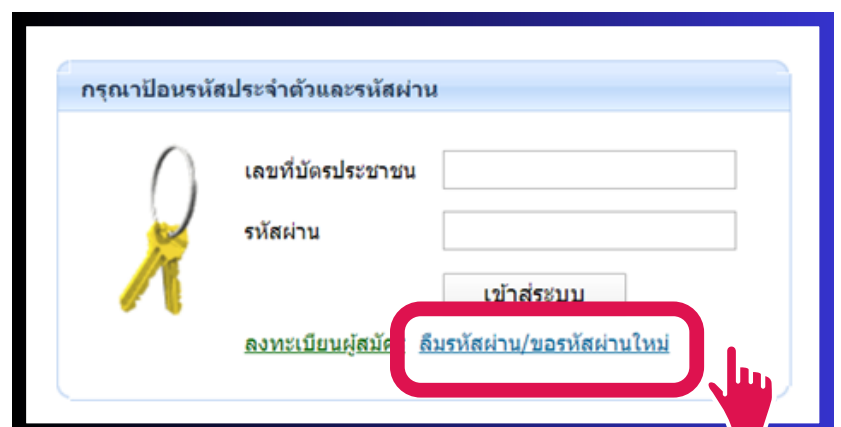 กรุณาป้อนรหัสประจำตัวและรหัสผ่าน
เลขที่บัตรประชาชน
รหัสผ่าน
เข้าสู่ระบบ
ลงทะเบียนผู้สมัคร ลืมรหัสผ่าน/ขอรหัสผ่านใหม่